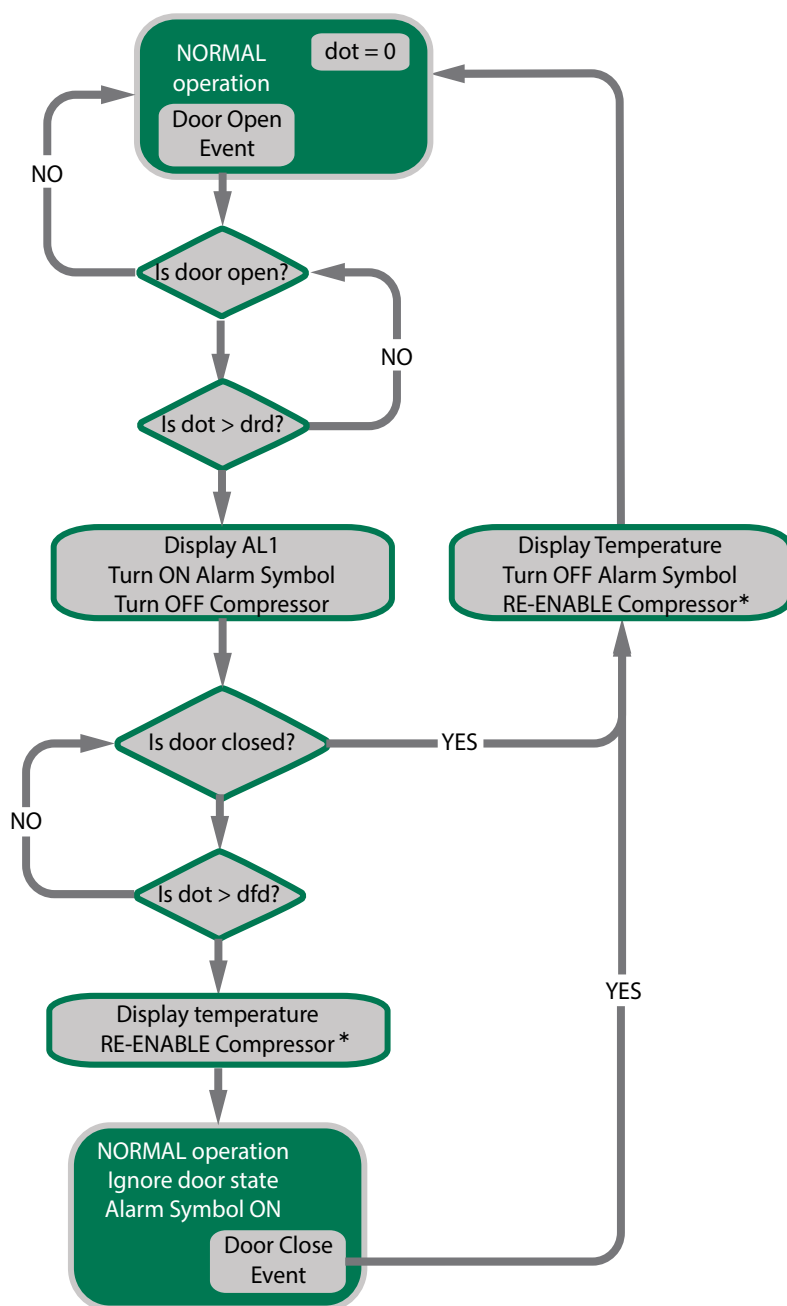 NORMAL
operation
dot = 0
Door Open
Event
NO
Is door open?
NO
Is dot > drd?
Display AL1
Turn ON Alarm Symbol
Turn OFF Compressor
Display Temperature
Turn OFF Alarm Symbol
RE-ENABLE Compressor*
Is door closed?
YES
NO
Is dot > dfd?
Display temperature
RE-ENABLE Compressor*
YES
NORMAL operation
Ignore door state
Alarm Symbol ON
Door Close
Event